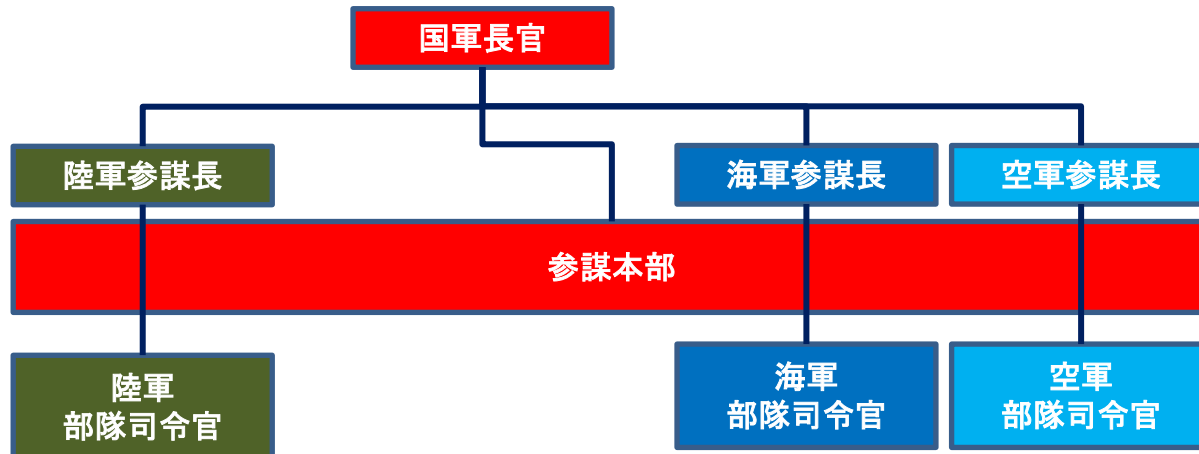 国軍長官
陸軍参謀長
海軍参謀長
空軍参謀長
参謀本部
陸軍
部隊司令官
海軍
部隊司令官
空軍
部隊司令官